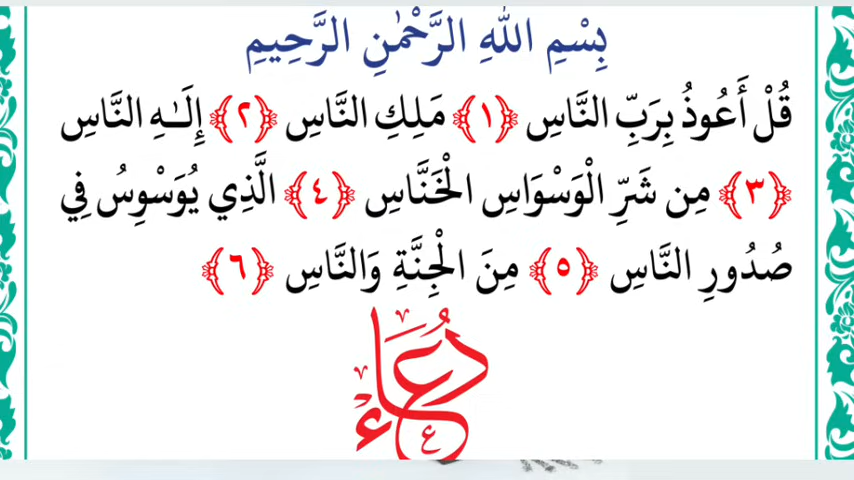 بِسْمِ اللهِ الرَّحْمٰنِ الرَّحِيمِ
قُلْ أَعُوذُ بِرَبِّ النَّاسِ ﴿١﴾ مَلِكِ النَّاسِ ﴿٢﴾ إِلَـٰهِ النَّاسِ
﴿٣﴾ مِن شَرِّ الْوَسْوَاسِ الْخَنَّاسِ ﴿٤﴾ الَّذِي يُوَسْوِسُ فِي
صُدُورِ النَّاسِ ﴿٥﴾ مِنَ الْجِنَّةِ وَالنَّاسِ ﴿٦﴾
دُعَاء